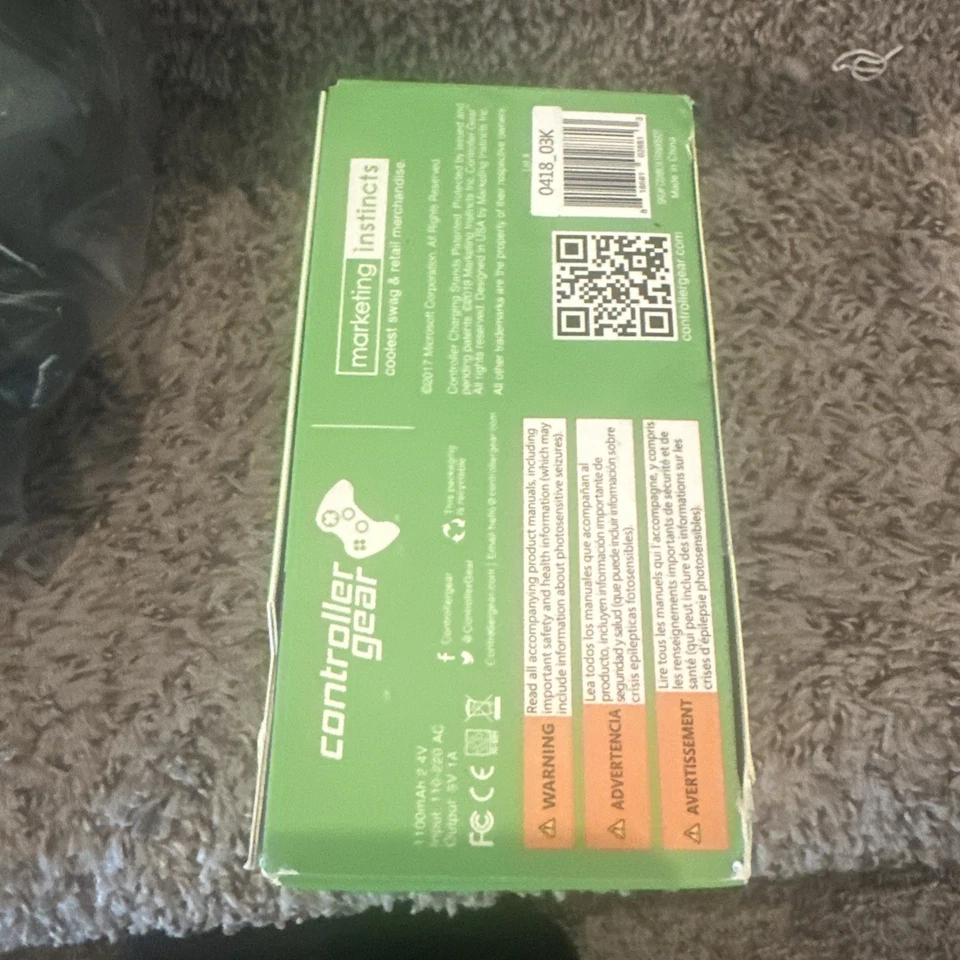 controller
gear
1100mAh 2.4V
Input: 110-220 AC
Output: 5V 1A
FC CE
ControllerGear
@ControllerGear
Controllergear.com | Email hello@controllergear.com
This packaging
is recyclable
WARNING
Read all accompanying product manuals, including
important safety and health information (which may
include information about photosensitive seizures).
ADVERTENCIA
Lea todos los manuales que acompañan al
producto, incluyen información importante de
seguridad y salud (que puede incluir información sobre
crisis epilepticas fotosensibles).
AVERTISSEMENT
Lire tous les manuels qui l'accompagne, y compris
les renseignements importants de sécurité et de
santé (qui peut inclure des informations sur les
crises d'épilepsie photosensibles).
marketing instincts
coolest swag & retail merchandise.
©2017 Microsoft Corporation. All Rights Reserved.
Controller Charging Stands Patented. Protected by issued and
pending patents. ©2018 Marketing Instincts Inc. Controller Gear
All rights reserved. Designed in USA by Marketing Instincts Inc.
All other trademarks are the property of their respective owners.
Lot #
0418_03K
Made in China
controllergear.com